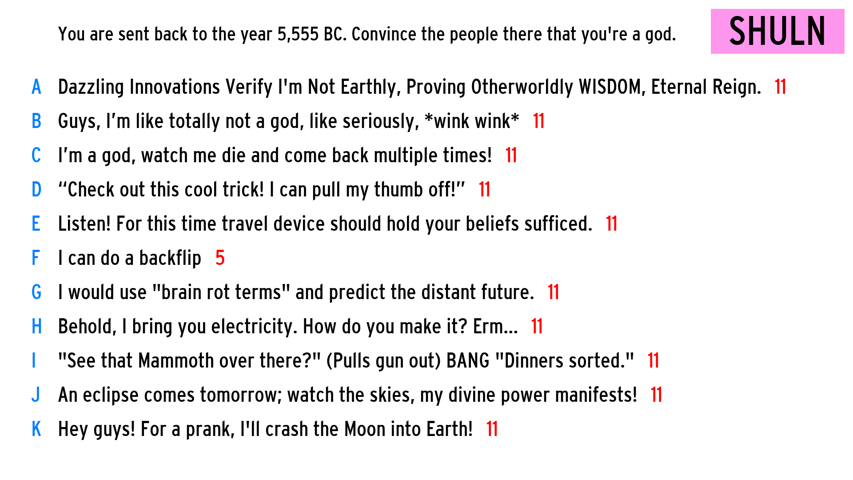 You are sent back to the year 5,555 BC. Convince the people there that you're a god.
SHULN
A Dazzling Innovations Verify I'm Not Earthly, Proving Otherworldly WISDOM, Eternal Reign. 11
B Guys, I’m like totally not a god, like seriously, *wink wink* 11
C I’m a god, watch me die and come back multiple times! 11
D “Check out this cool trick! I can pull my thumb off!” 11
E Listen! For this time travel device should hold your beliefs sufficed. 11
F I can do a backflip 5
G I would use "brain rot terms" and predict the distant future. 11
H Behold, I bring you electricity. How do you make it? Erm... 11
I "See that Mammoth over there?" (Pulls gun out) BANG "Dinners sorted." 11
J An eclipse comes tomorrow; watch the skies, my divine power manifests! 11
K Hey guys! For a prank, I'll crash the Moon into Earth! 11